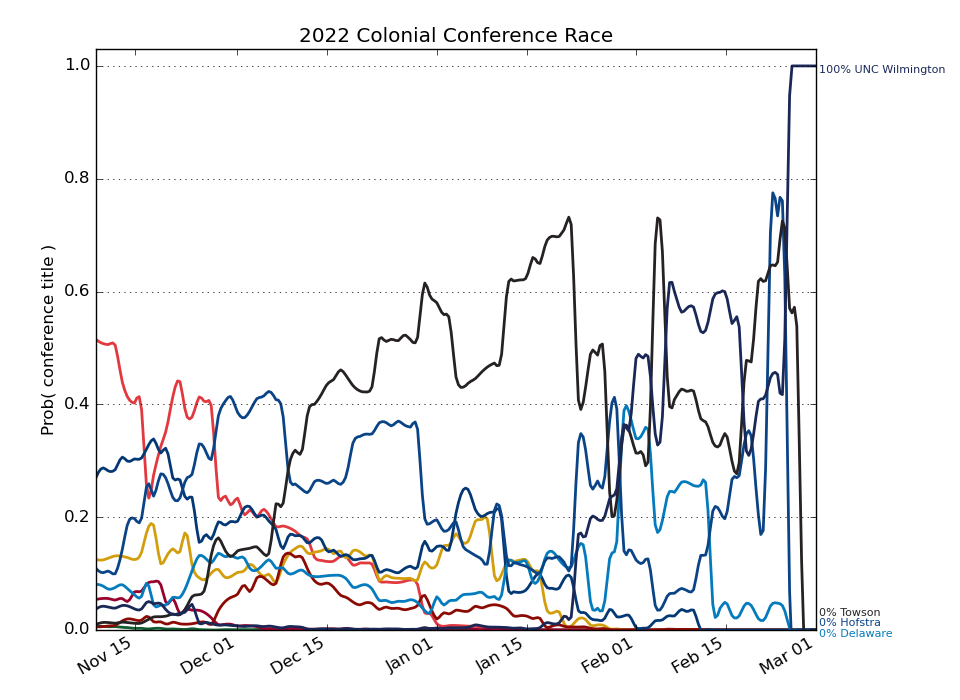 2022 Colonial Conference Race
Prob( conference title )
1.0
0.8
0.6
0.4
0.2
0.0
Nov 15
Dec 01
Dec 15
Jan 01
Jan 15
Feb 01
Feb 15
Mar 01
100% UNC Wilmington
0% Towson
0% Hofstra
0% Delaware